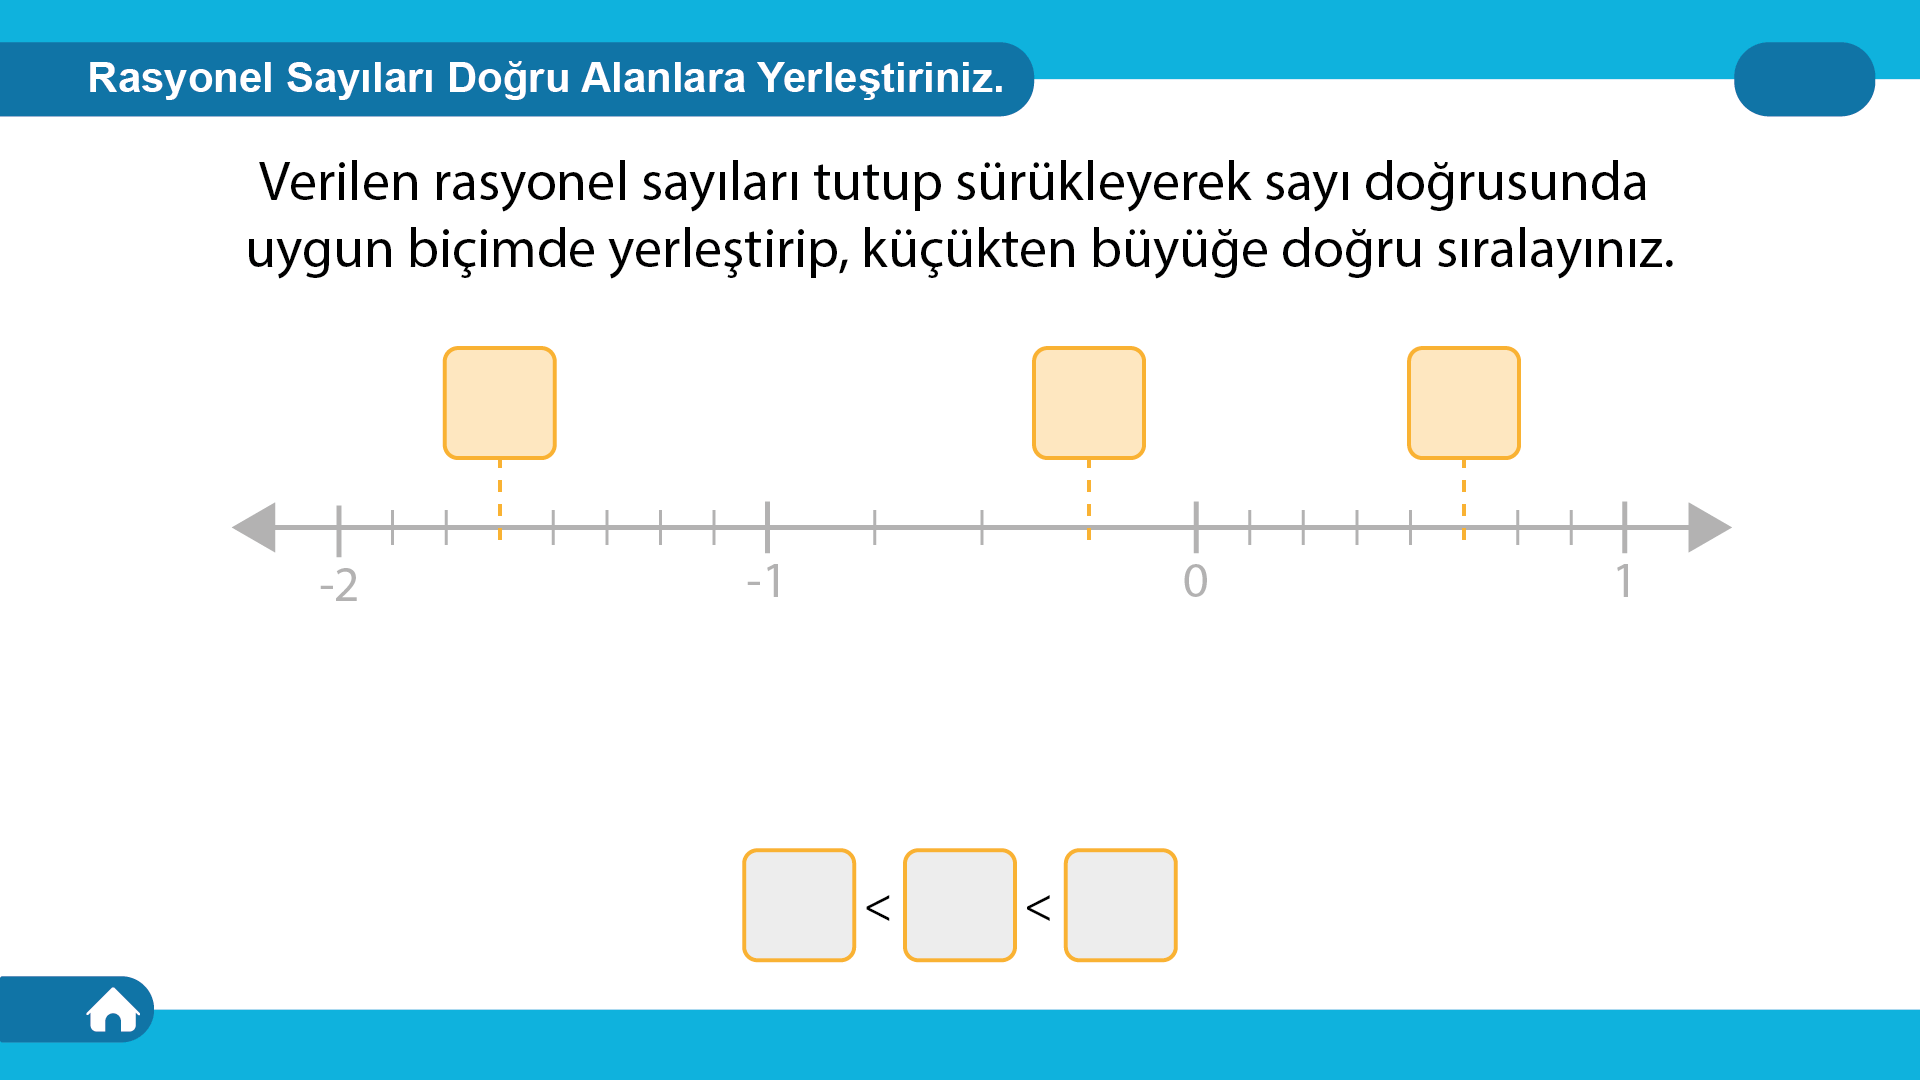 Rasyonel Sayıları Doğru Alanlara Yerleştiriniz.
Verilen rasyonel sayıları tutup sürükleyerek sayı doğrusunda
uygun biçimde yerleştirip, küçükten büyüğe doğru sıralayınız.
-2 -1 0 1
< <